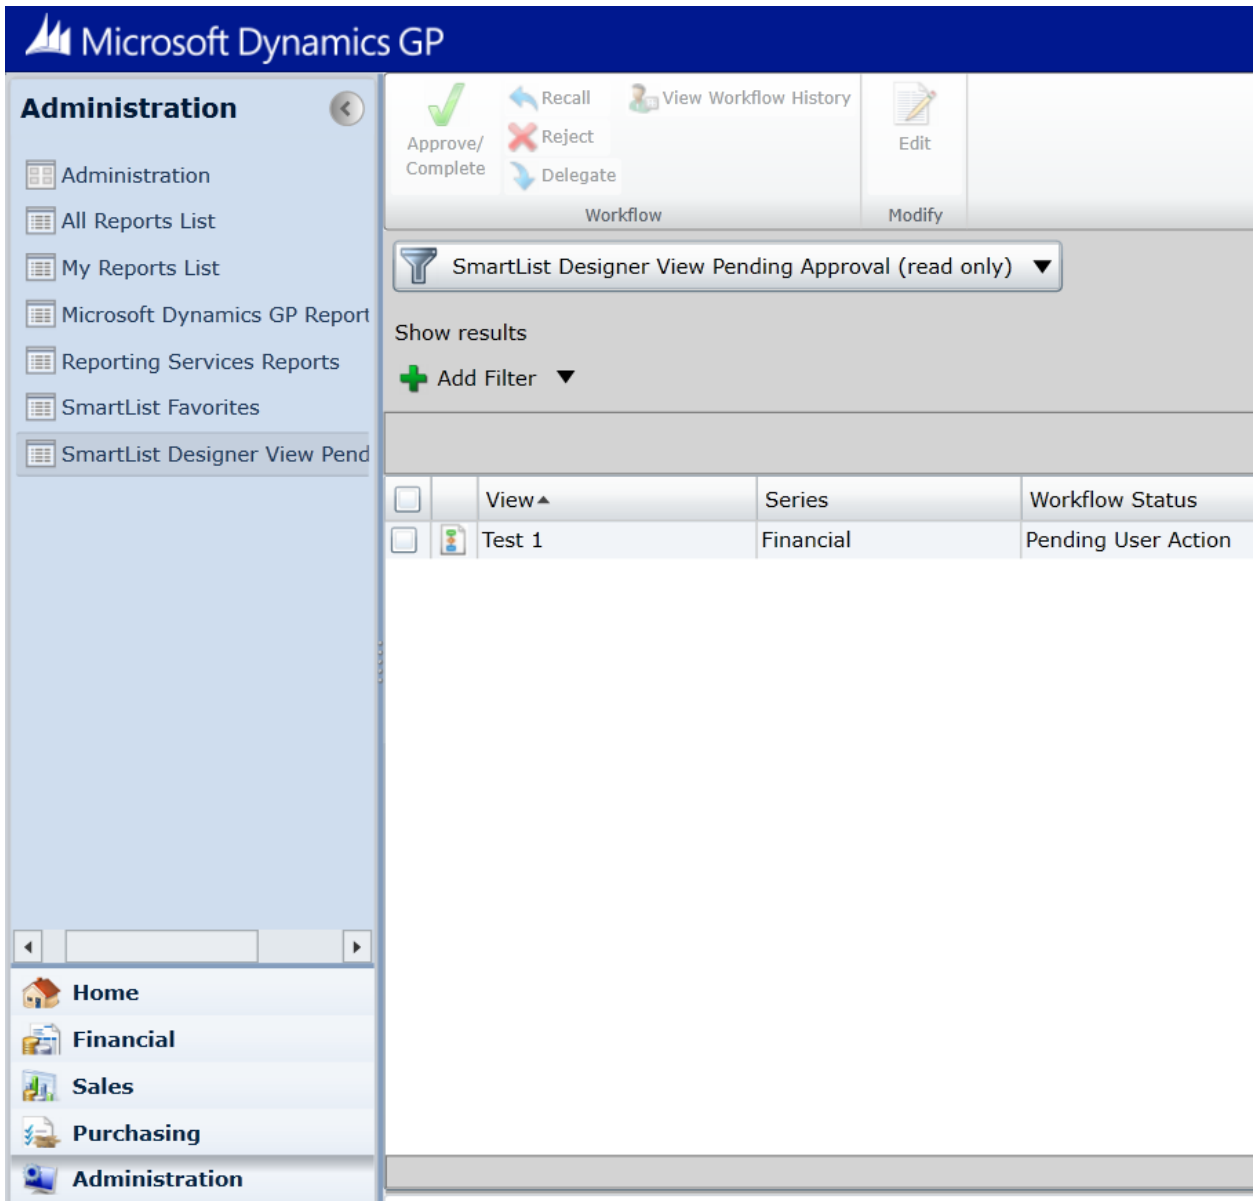 Microsoft Dynamics GP
Administration
Administration
All Reports List
My Reports List
Microsoft Dynamics GP Report
Reporting Services Reports
SmartList Favorites
SmartList Designer View Pend
Home
Financial
Sales
Purchasing
Administration
Approve/
Complete
Recall
Reject
Delegate
View Workflow History
Workflow
Edit
Modify
SmartList Designer View Pending Approval (read only)
Show results
Add Filter
View Series Workflow Status
Test 1 Financial Pending User Action